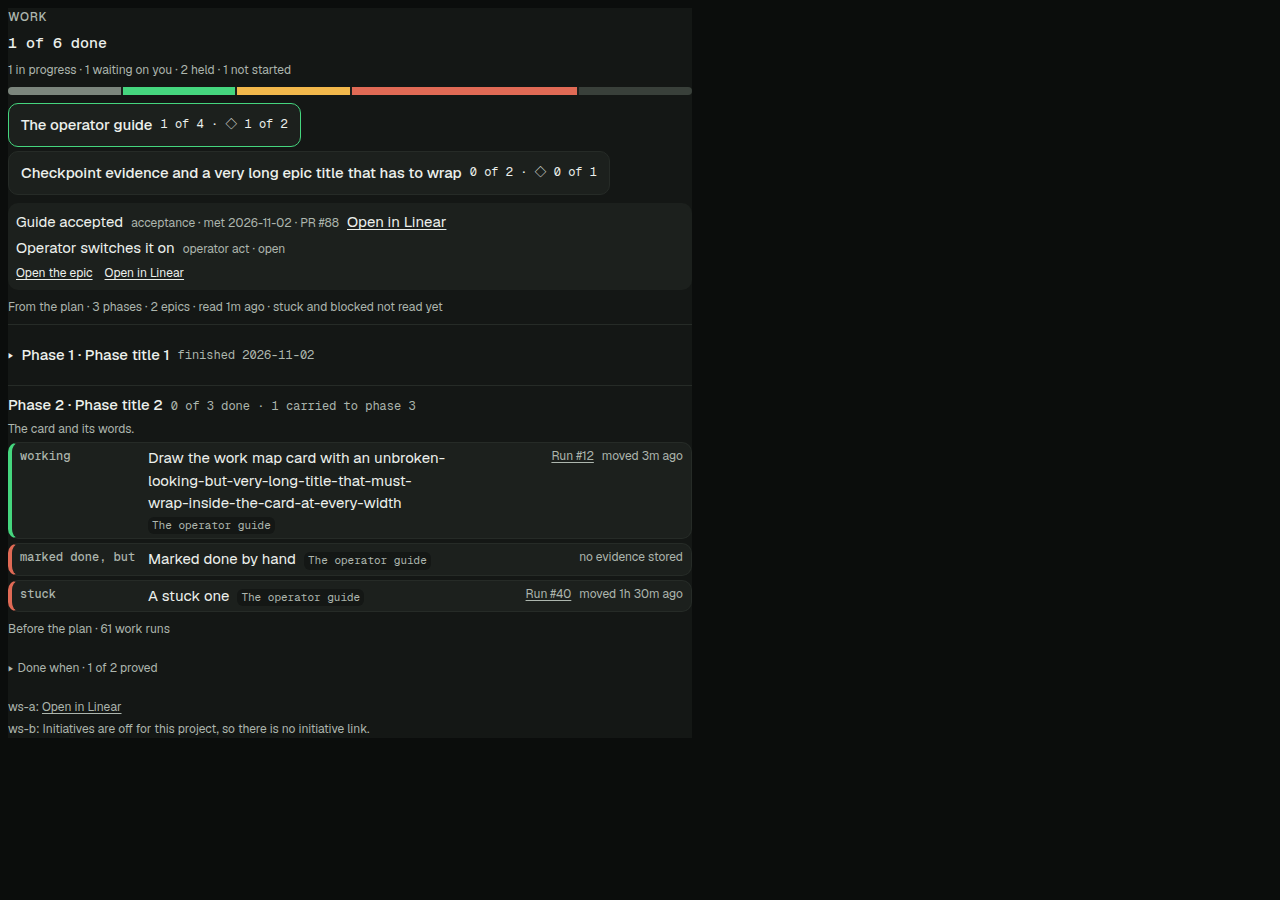 WORK
1 of 6 done
1 in progress · 1 waiting on you · 2 held · 1 not started
The operator guide 1 of 4 · ◇ 1 of 2
Checkpoint evidence and a very long epic title that has to wrap 0 of 2 · ◇ 0 of 1
Guide accepted acceptance · met 2026-11-02 · PR #88 Open in Linear
Operator switches it on operator act · open
Open the epic Open in Linear
From the plan · 3 phases · 2 epics · read 1m ago · stuck and blocked not read yet
▸ Phase 1 · Phase title 1 finished 2026-11-02
Phase 2 · Phase title 2 0 of 3 done · 1 carried to phase 3
The card and its words.
working Draw the work map card with an unbroken- Run #12 moved 3m ago
looking-but-very-long-title-that-must-
wrap-inside-the-card-at-every-width
The operator guide
marked done, but Marked done by hand The operator guide no evidence stored
stuck A stuck one The operator guide Run #40 moved 1h 30m ago
Before the plan · 61 work runs
▸ Done when · 1 of 2 proved
ws-a: Open in Linear
ws-b: Initiatives are off for this project, so there is no initiative link.